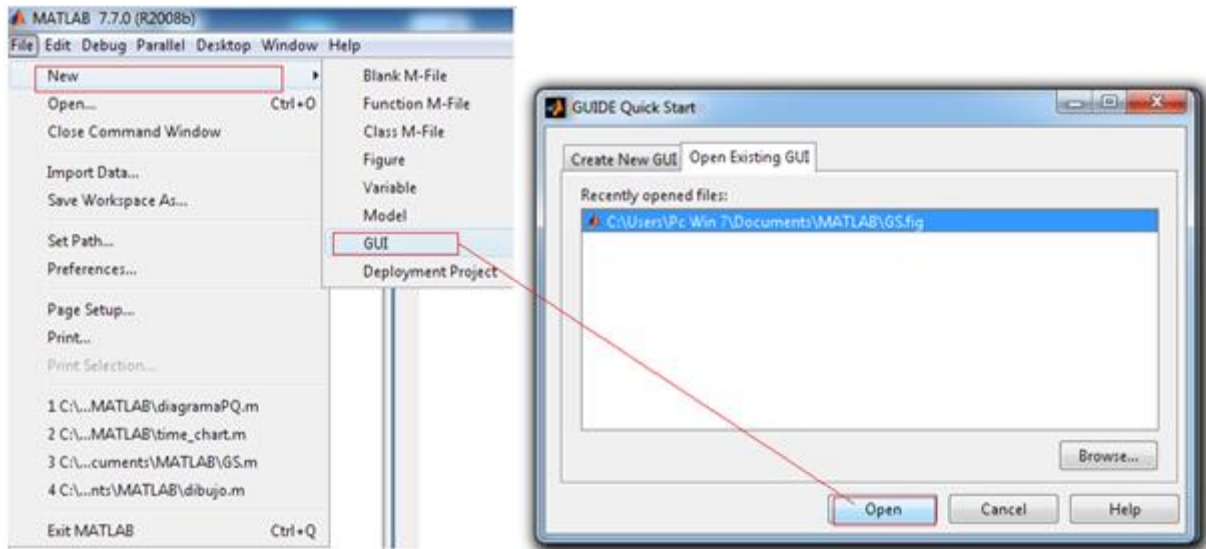 MATLAB 7.7.0 (R2008b)
File Edit Debug Parallel Desktop Window Help
New
Open... Ctrl+O
Close Command Window
Import Data...
Save Workspace As...
Set Path...
Preferences...
Page Setup...
Print...
Print Selection...
1 C:\...MATLAB\diagramaPQ.m
2 C:\...MATLAB\time_chart.m
3 C:\...cuments\MATLAB\GS.m
4 C:\...nts\MATLAB\dibujo.m
Exit MATLAB Ctrl+Q
Blank M-File
Function M-File
Class M-File
Figure
Variable
Model
GUI
Deployment Project
GUIDE Quick Start
Create New GUI Open Existing GUI
Recently opened files:
C:\Users\Pc Win 7\Documents\MATLAB\GS.fig
Browse...
Open Cancel Help